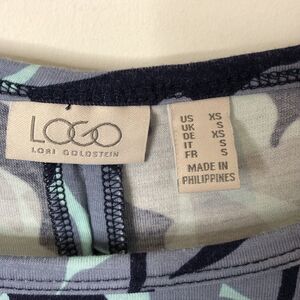 LOGO
LORI GOLDSTEIN
US XS
UK S
DE XS
IT S
FR S
MADE IN
PHILIPPINES